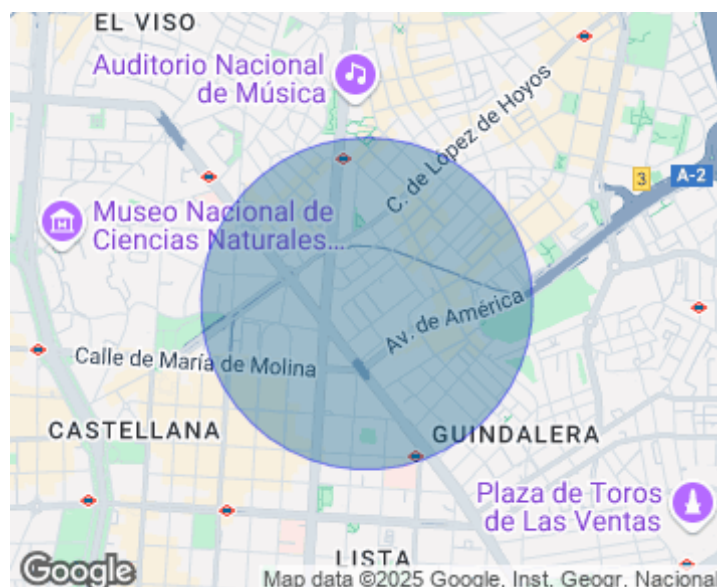 EL VISO
Auditorio Nacional
de Música
C. de López de Hoyos
3
A-2
Museo Nacional de
Ciencias Naturales...
Av. de América
Calle de María de Molina
CASTELLANA
GUINDALERA
Plaza de Toros
de Las Ventas
LISTA
Google
Map data ©2025 Google, Inst. Geogr. Nacional